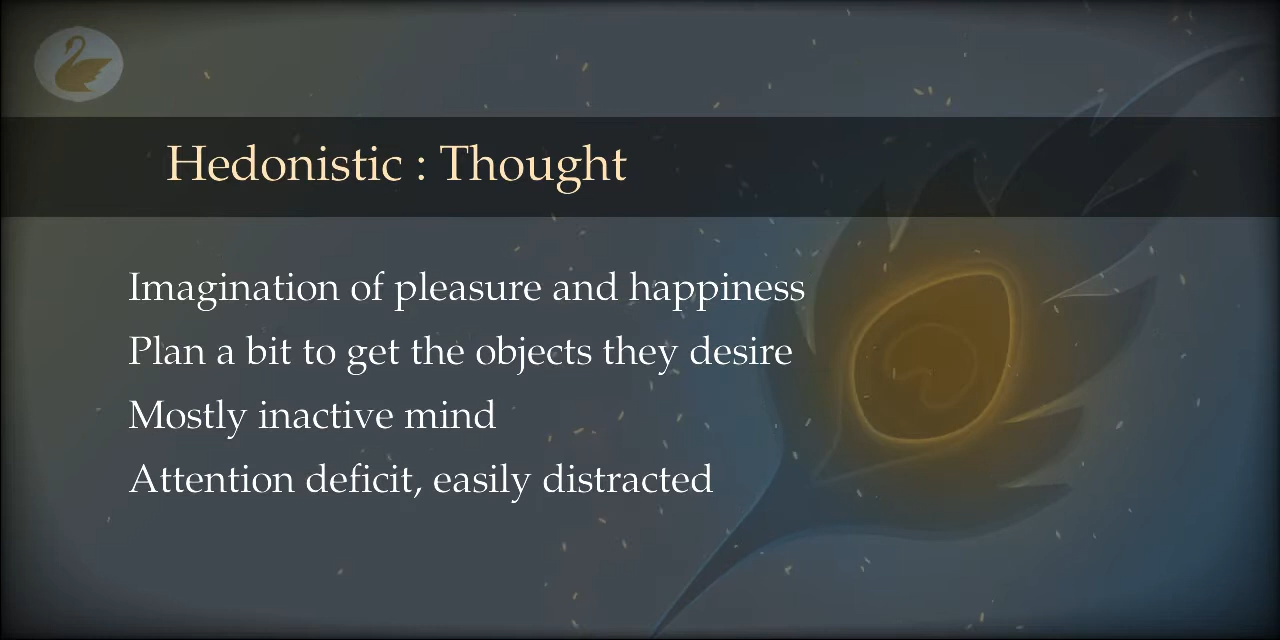 Hedonistic : Thought
Imagination of pleasure and happiness
Plan a bit to get the objects they desire
Mostly inactive mind
Attention deficit, easily distracted